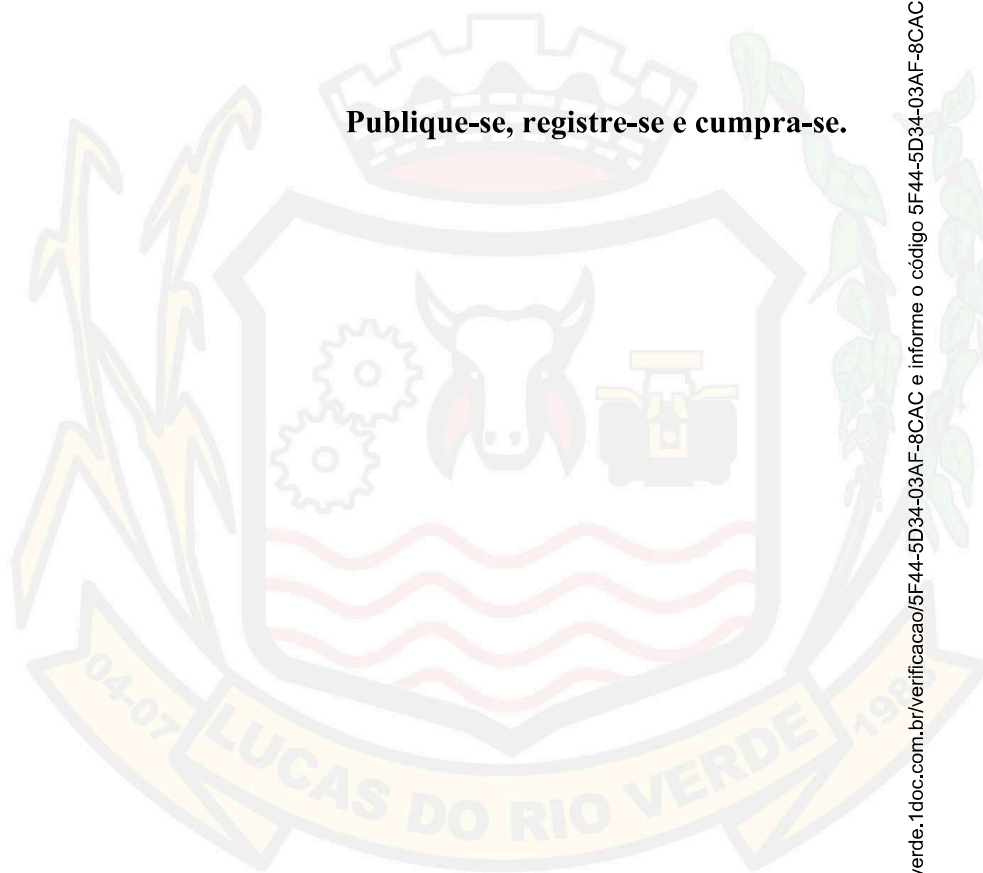 Publique-se, registre-se e cumpra-se.
04-07
LUCAS DO RIO VERDE
verde.1doc.com.br/verificacao/5F44-5D34-03AF-8CAC e informe o código 5F44-5D34-03AF-8CAC